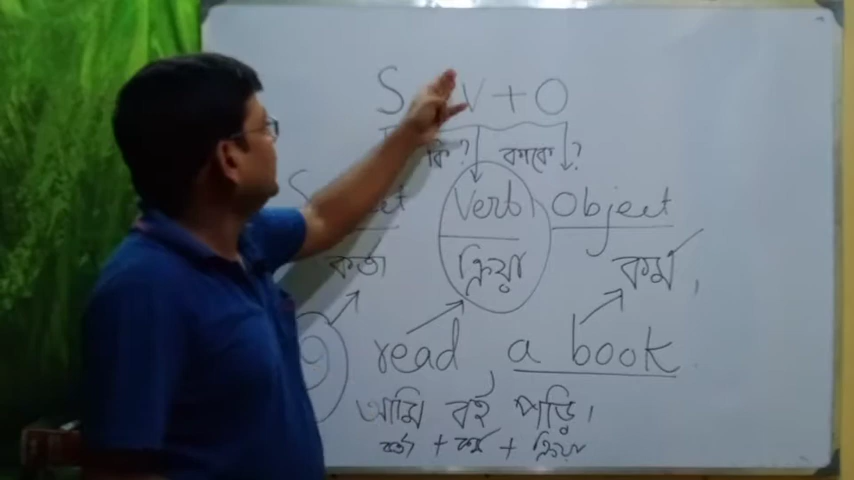 S V + O
কি? কাকে?
Verb Object
কর্তা ক্রিয়া কর্ম
read a book
আমি বই পড়ি।
কর্তা + কর্ম + ক্রিয়া